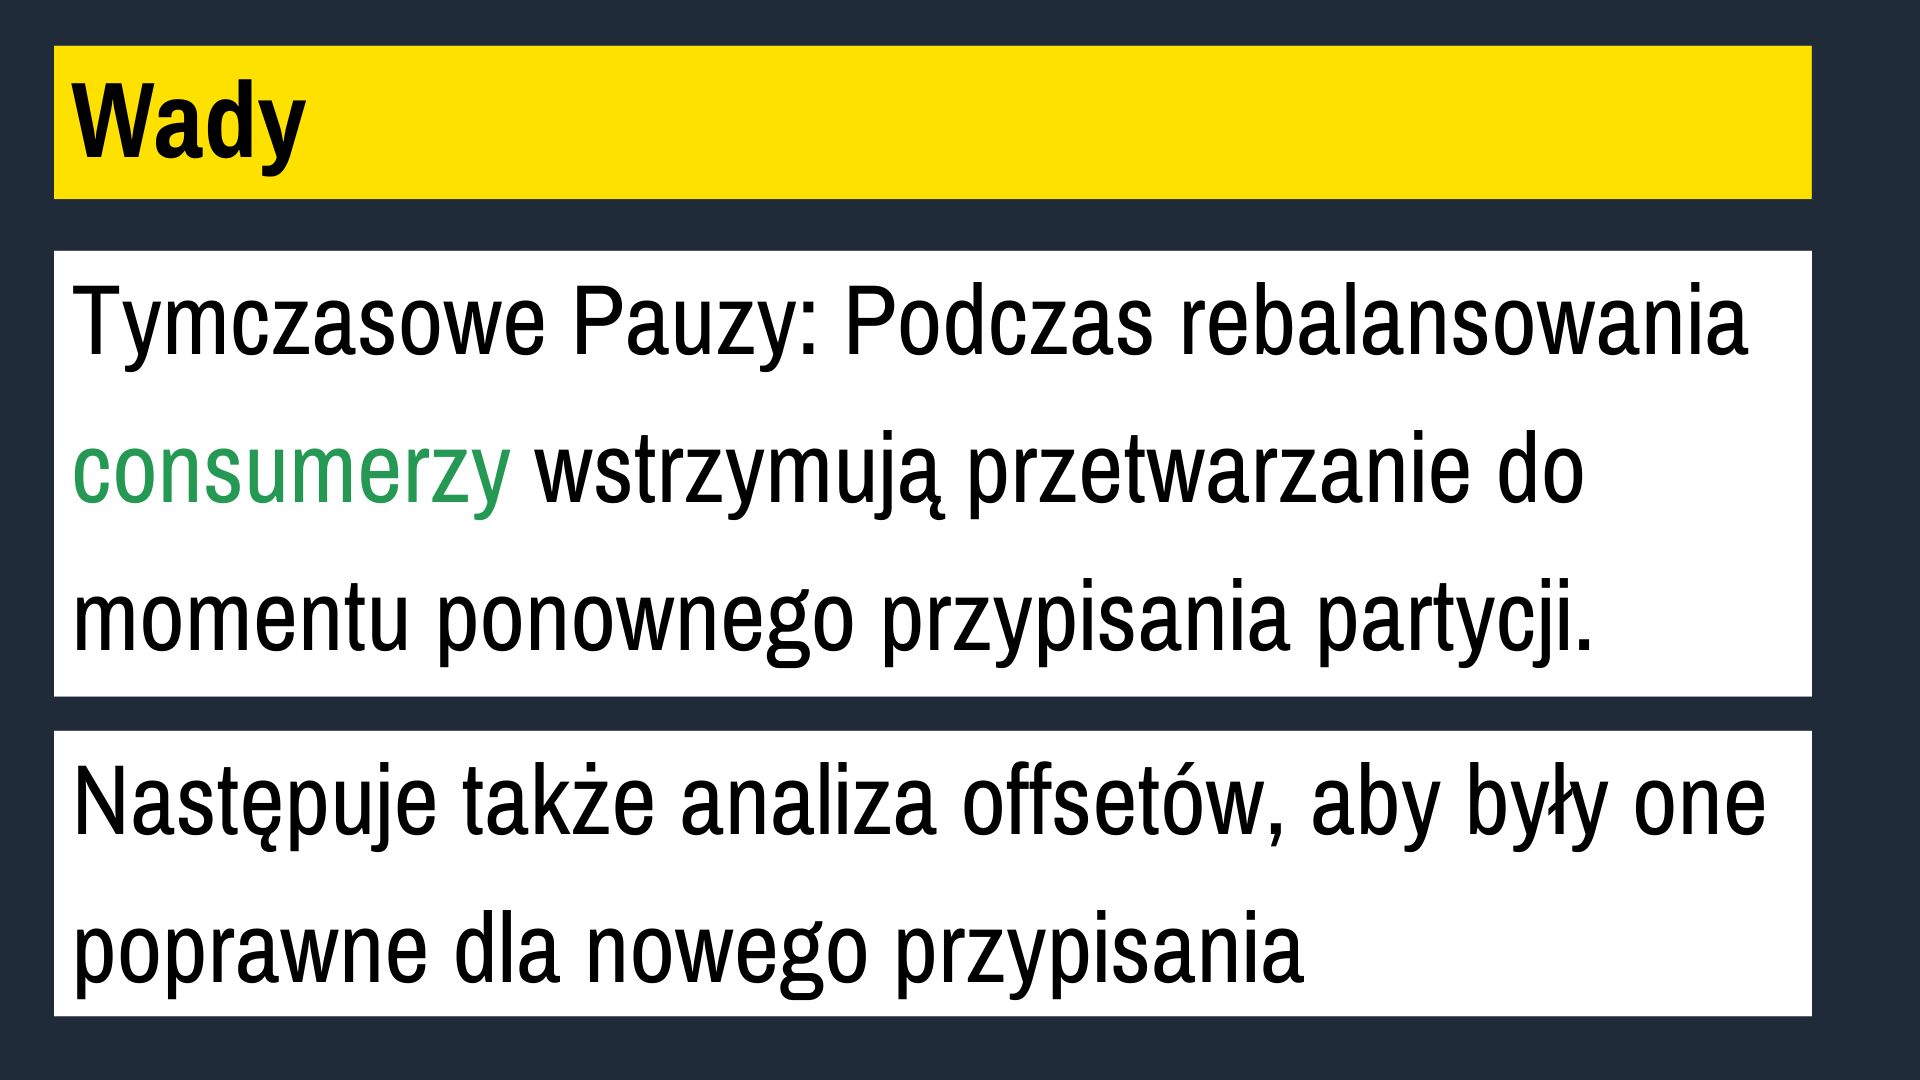 Wady
Tymczasowe Pauzy: Podczas rebalansowania
consumerzy wstrzymują przetwarzanie do
momentu ponownego przypisania partycji.
Następuje także analiza offsetów, aby były one
poprawne dla nowego przypisania